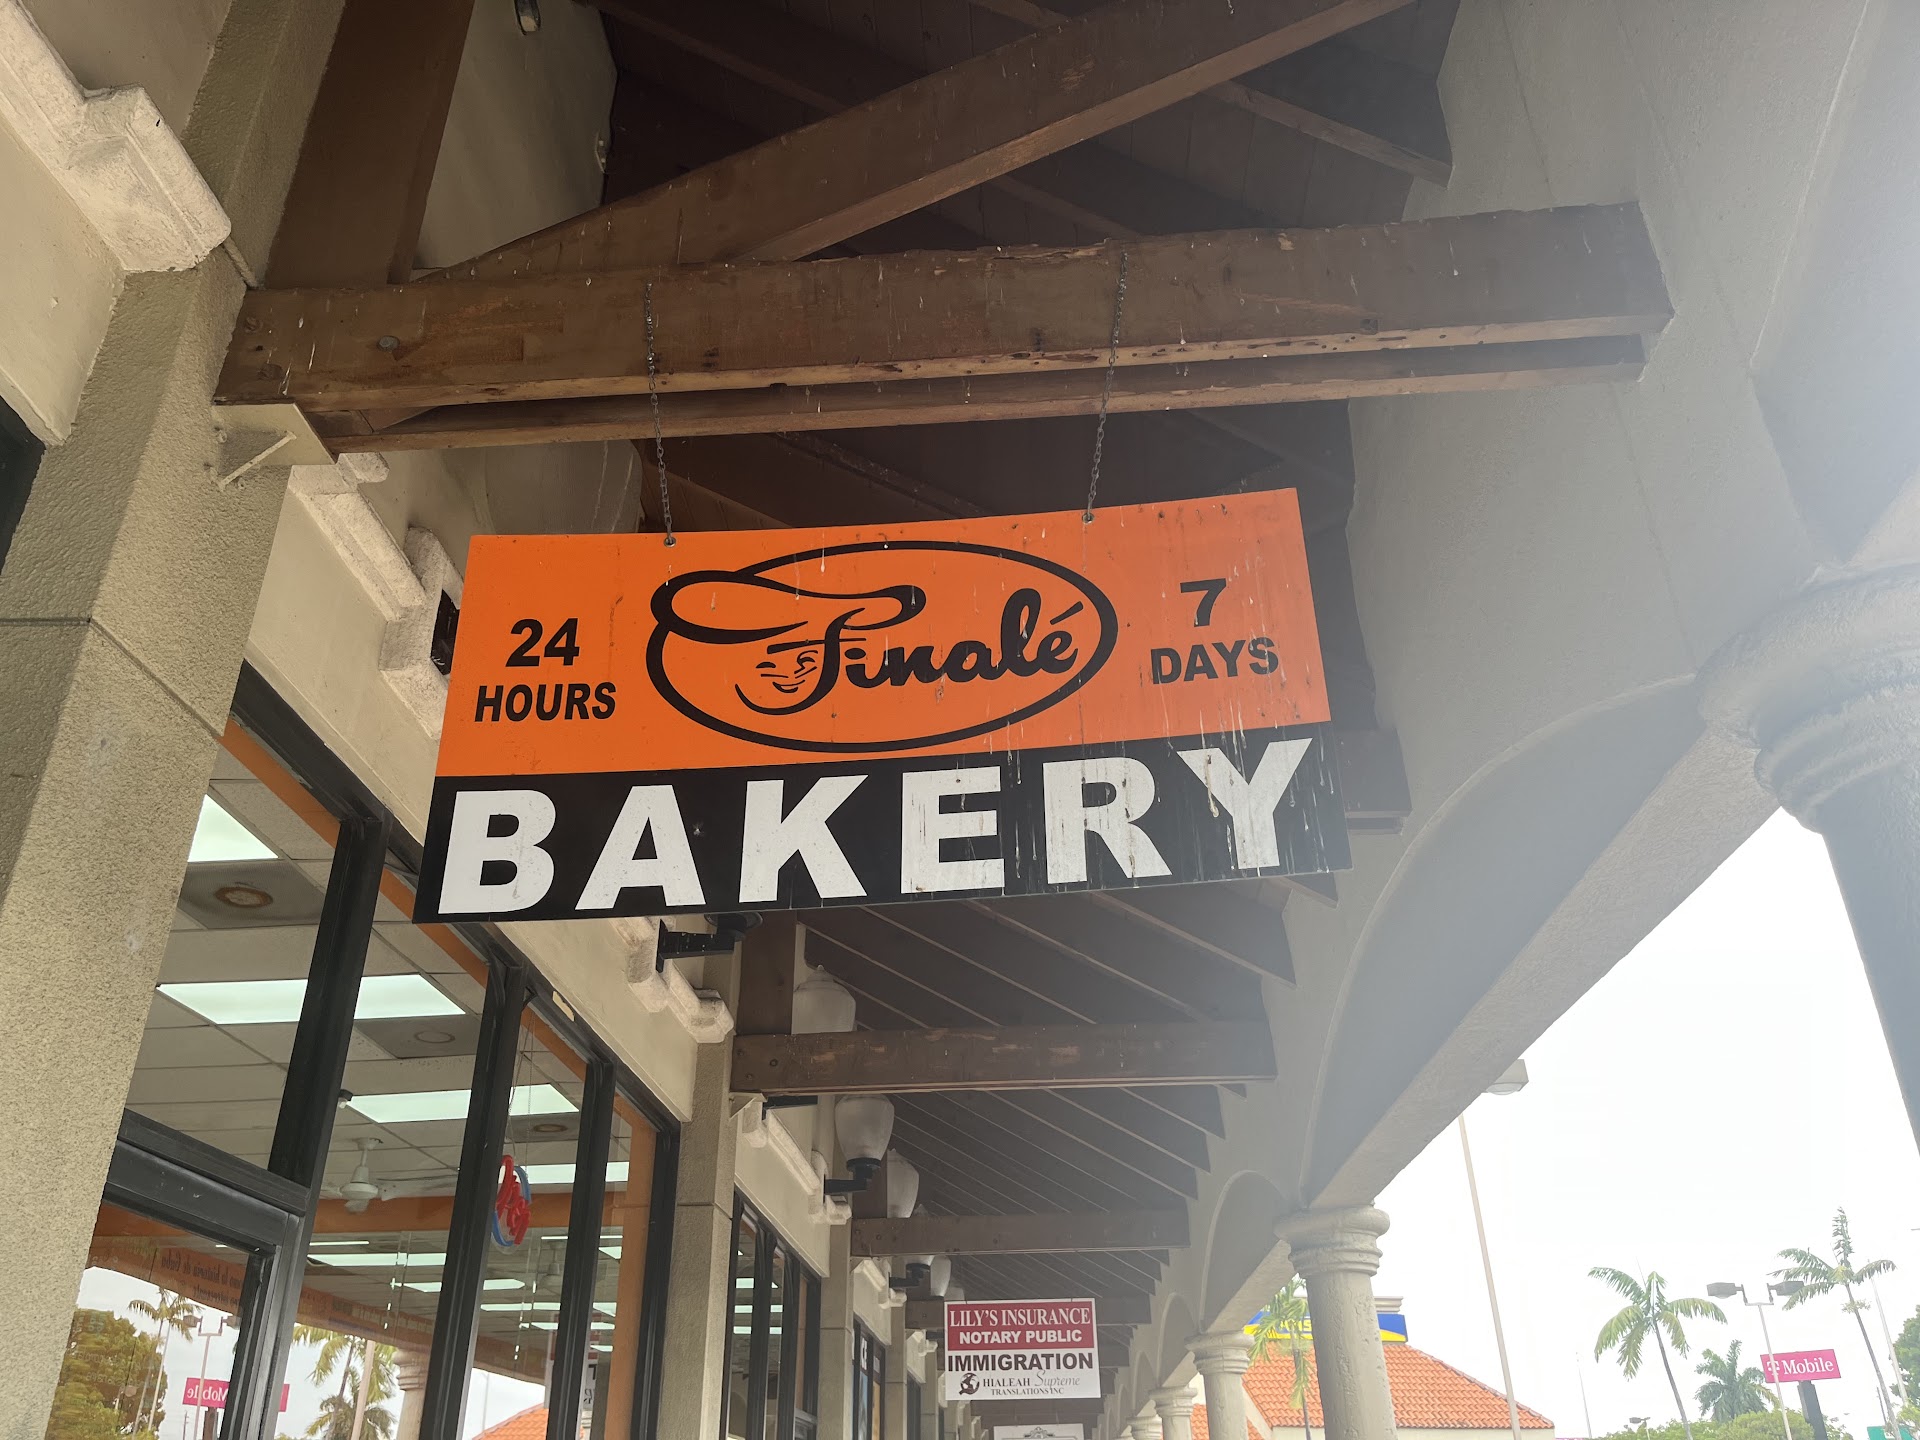 24
HOURS
Finalé
7
DAYS
BAKERY
LILY'S INSURANCE
NOTARY PUBLIC
IMMIGRATION
HIALEAH Supreme
TRANSLATIONS INC
T Mobile